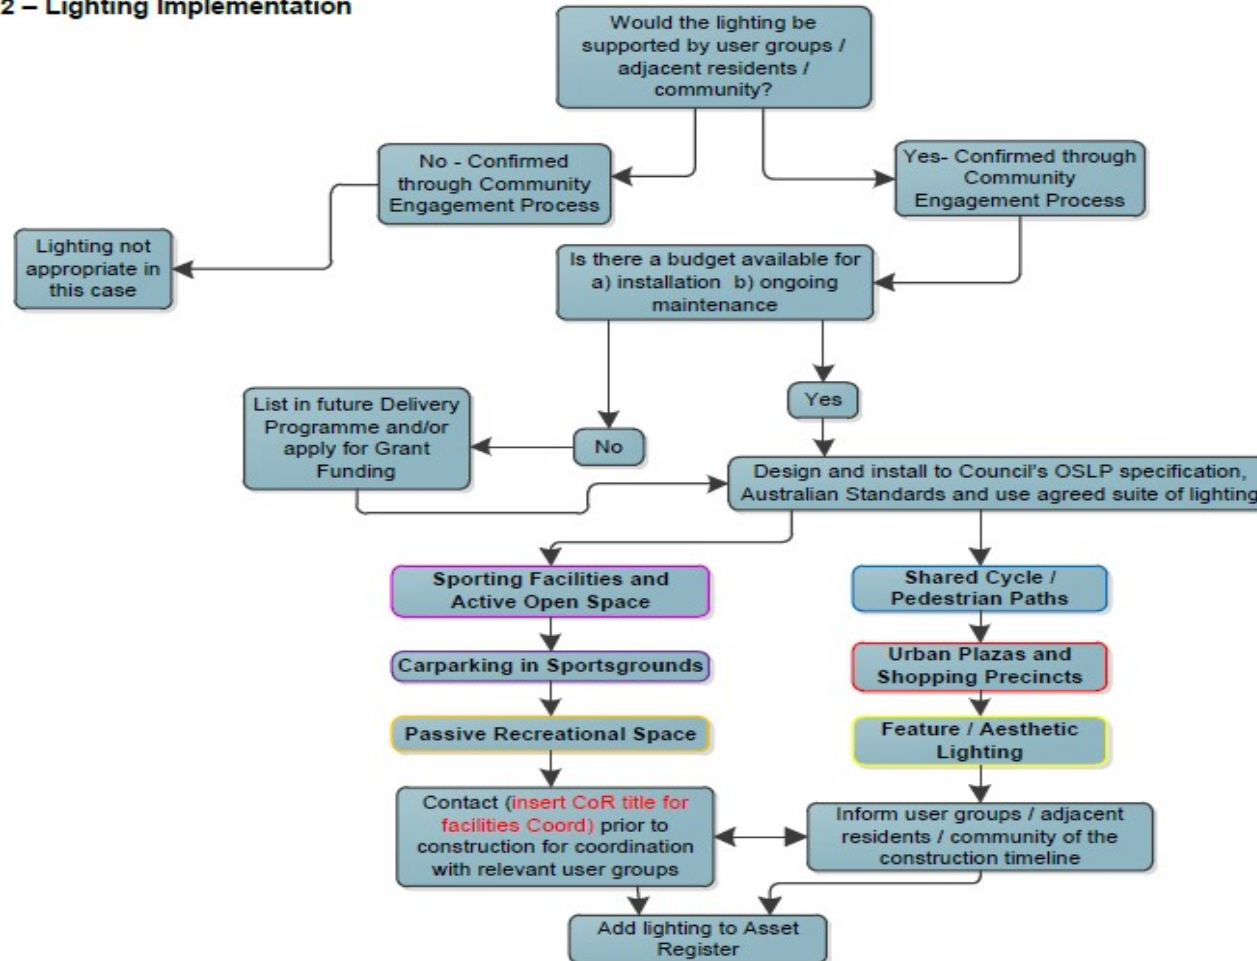 2 – Lighting Implementation
Would the lighting be
supported by user groups /
adjacent residents /
community?
No - Confirmed
through Community
Engagement Process
Yes- Confirmed through
Community
Engagement Process
Lighting not
appropriate in
this case
Is there a budget available for
a) installation b) ongoing
maintenance
Yes
List in future Delivery
Programme and/or
apply for Grant
Funding
No
Design and install to Council's OSLP specification,
Australian Standards and use agreed suite of lighting
Sporting Facilities and
Active Open Space
Shared Cycle /
Pedestrian Paths
Carparking in Sportsgrounds
Urban Plazas and
Shopping Precincts
Passive Recreational Space
Feature / Aesthetic
Lighting
Contact (insert CoR title for
facilities Coord) prior to
construction for coordination
with relevant user groups
Inform user groups / adjacent
residents / community of the
construction timeline
Add lighting to Asset
Register